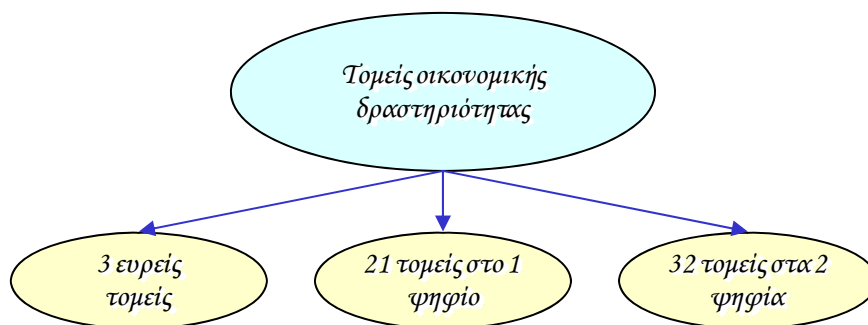 Τομείς οικονομικής
δραστηριότητας
3 ευρείς
τομείς
21 τομείς στο 1
ψηφίο
32 τομείς στα 2
ψηφία